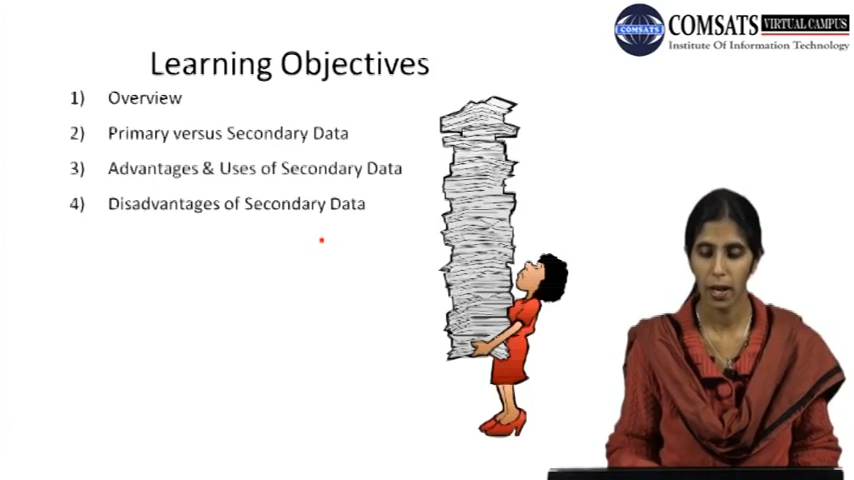 COMSATS VIRTUAL CAMPUS
COMSATS
Institute Of Information Technology
Learning Objectives
1) Overview
2) Primary versus Secondary Data
3) Advantages & Uses of Secondary Data
4) Disadvantages of Secondary Data